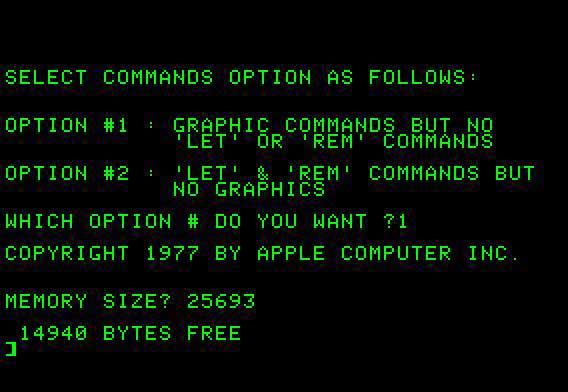 SELECT COMMANDS OPTION AS FOLLOWS:
OPTION #1 : GRAPHIC COMMANDS BUT NO
'LET' OR 'REM' COMMANDS
OPTION #2 : 'LET' & 'REM' COMMANDS BUT
NO GRAPHICS
WHICH OPTION # DO YOU WANT ?1
COPYRIGHT 1977 BY APPLE COMPUTER INC.
MEMORY SIZE? 25693
14940 BYTES FREE
]